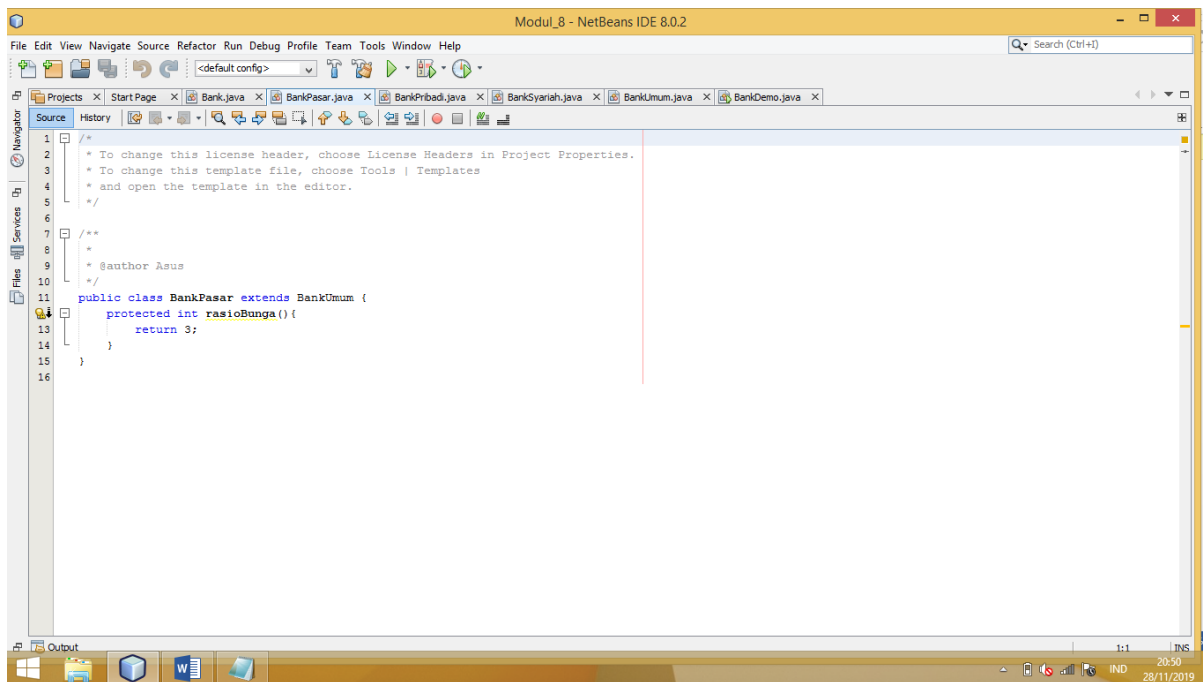 Modul_8 - NetBeans IDE 8.0.2
File Edit View Navigate Source Refactor Run Debug Profile Team Tools Window Help
Search (Ctrl+I)
<default config>
Projects Start Page Bank.java BankPasar.java BankPribadi.java BankSyariah.java BankUmum.java BankDemo.java
Source History
Navigator
Services
Files
1 /*
2 * To change this license header, choose License Headers in Project Properties.
3 * To change this template file, choose Tools | Templates
4 * and open the template in the editor.
5 */
6
7 /**
8 *
9 * @author Asus
10 */
11 public class BankPasar extends BankUmum {
protected int rasioBunga(){
13 return 3;
14 }
15 }
16
Output
1:1 INS
IND
20:50
28/11/2019